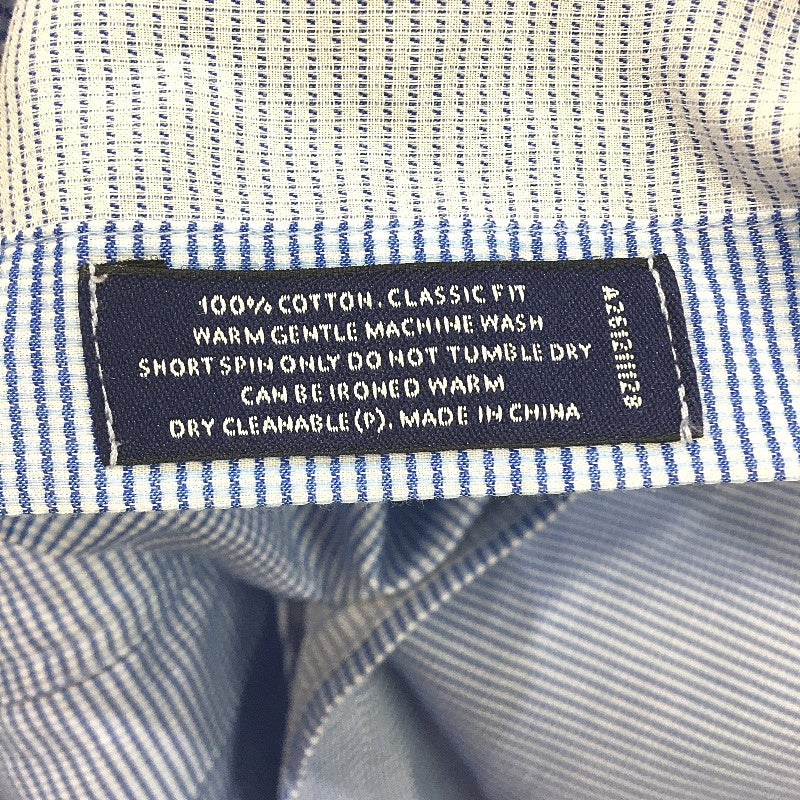 100% COTTON. CLASSIC FIT
WARM GENTLE MACHINE WASH
SHORT SPIN ONLY DO NOT TUMBLE DRY
CAN BE IRONED WARM
DRY CLEANABLE (P). MADE IN CHINA